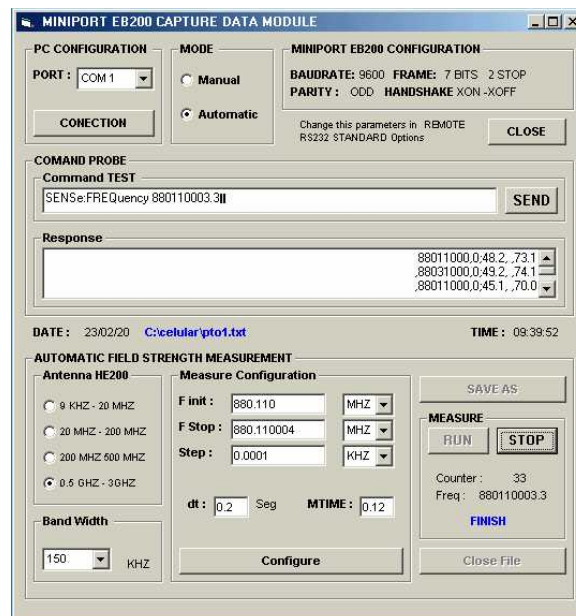 MINIPORT EB200 CAPTURE DATA MODULE
PC CONFIGURATION
PORT : COM 1
CONECTION
MODE
Manual
Automatic
MINIPORT EB200 CONFIGURATION
BAUDRATE: 9600 FRAME: 7 BITS 2 STOP
PARITY : ODD HANDSHAKE XON -XOFF
Change this parameters in REMOTE
RS232 STANDARD Options
CLOSE
COMAND PROBE
Command TEST
SENSe:FREQuency 880110003.3
SEND
Response
88011000,0;48.2, ,73.1
,88031000,0;49.2, ,74.1
,88011000,0;45.1, ,70.0
DATE : 23/02/20 C:\celular\pto1.txt TIME : 09:39:52
AUTOMATIC FIELD STRENGTH MEASUREMENT
Antenna HE200
9 KHZ - 20 MHZ
20 MHZ - 200 MHZ
200 MHZ 500 MHZ
0.5 GHZ - 3GHZ
Band Width
150 KHZ
Measure Configuration
F init : 880.110 MHZ
F Stop : 880.110004 MHZ
Step : 0.0001 KHZ
dt : 0.2 Seg MTIME : 0.12
Configure
SAVE AS
MEASURE
RUN STOP
Counter : 33
Freq : 880110003.3
FINISH
Close File